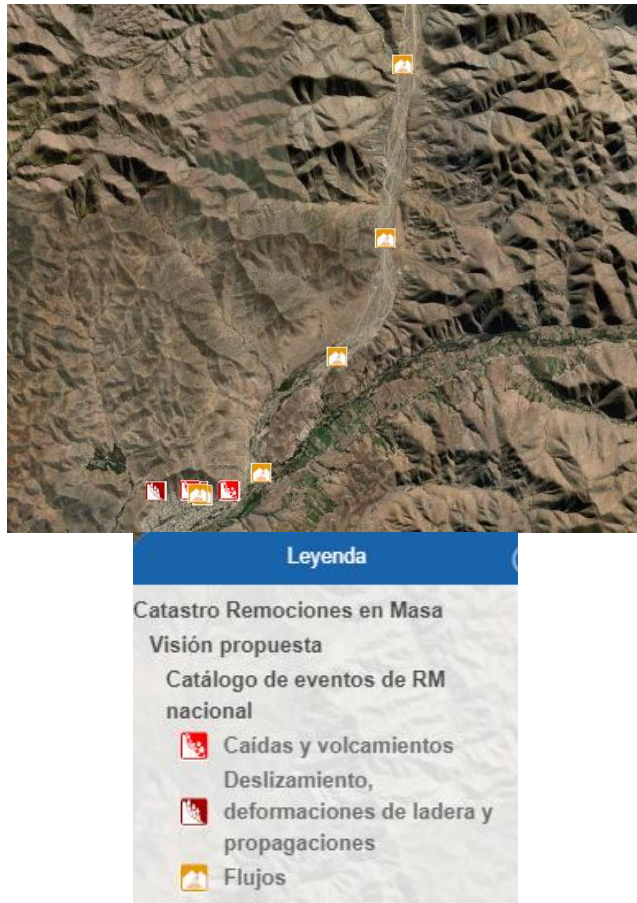 Leyenda
Catastro Remociones en Masa
Visión propuesta
Catálogo de eventos de RM
nacional
Caídas y volcamientos
Deslizamiento,
deformaciones de ladera y
propagaciones
Flujos